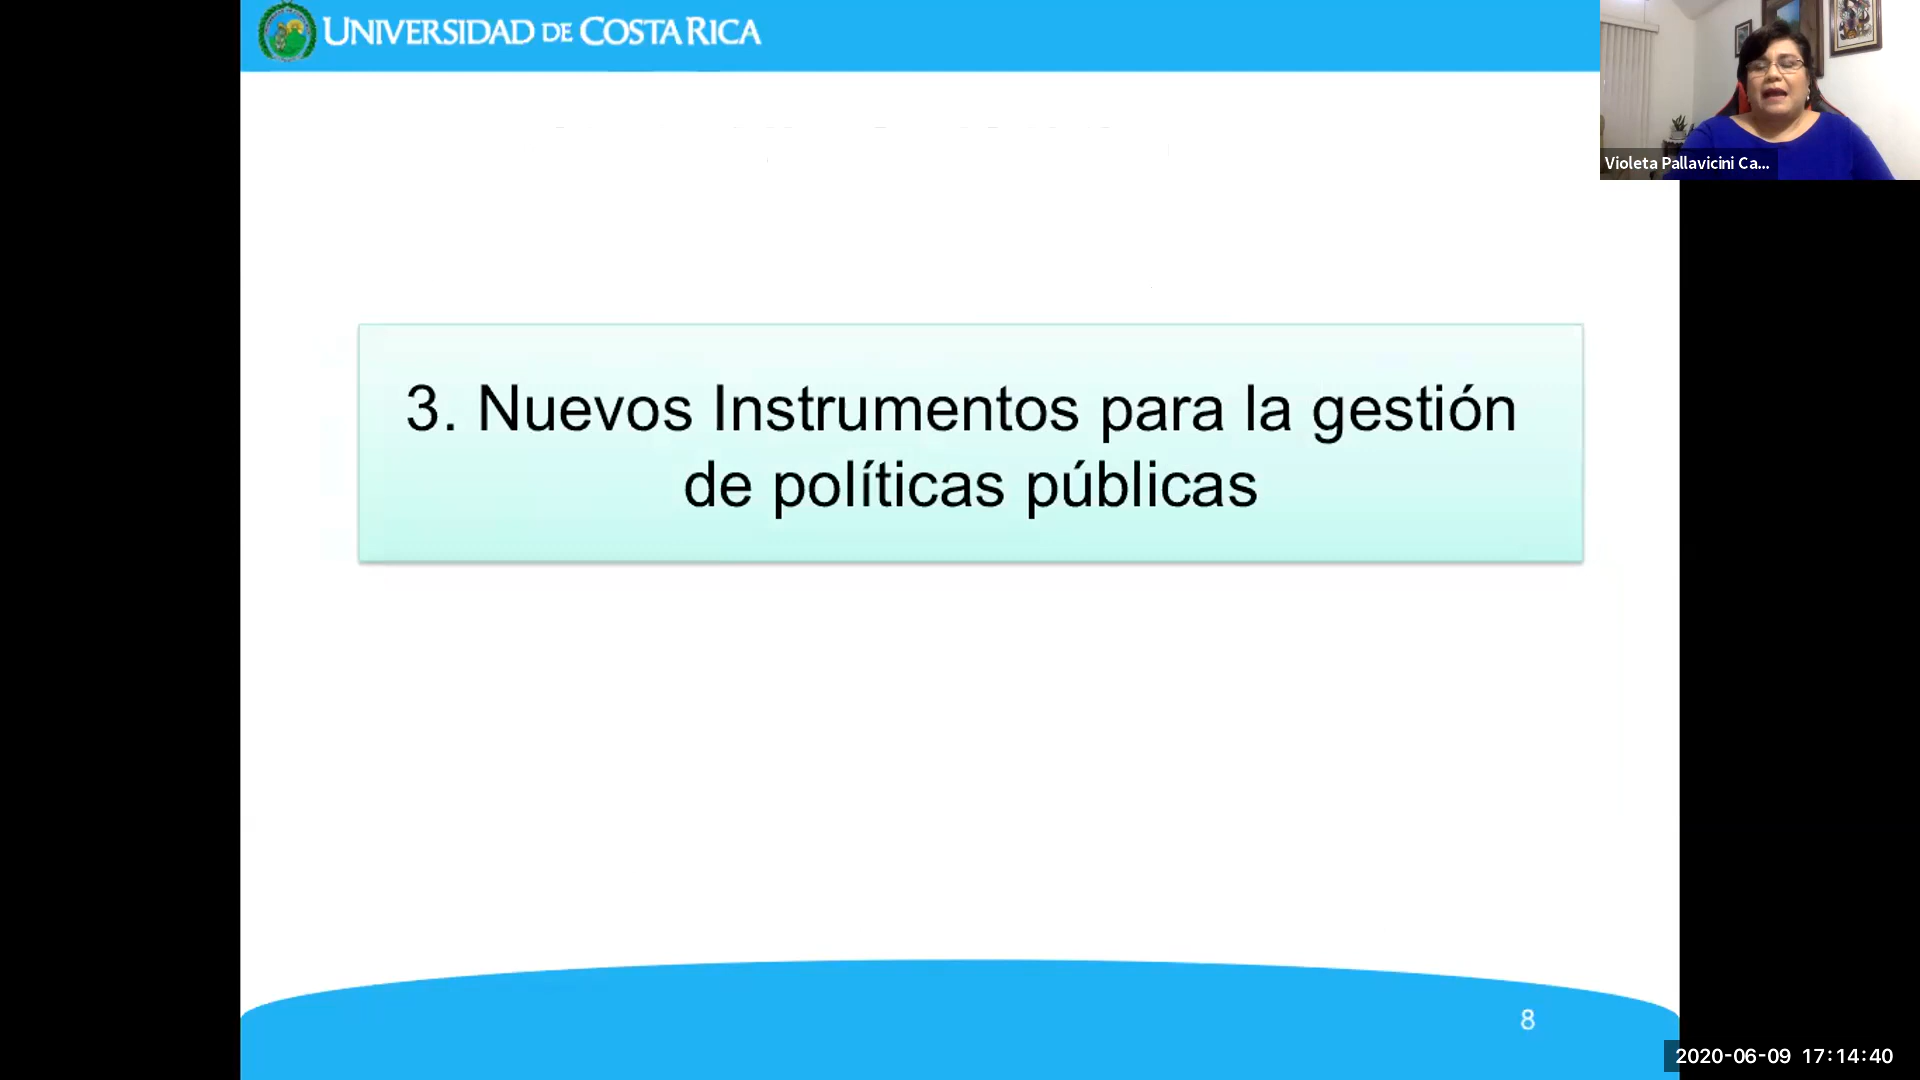 UNIVERSIDAD DE COSTA RICA
Violeta Pallavicini Ca...
3. Nuevos Instrumentos para la gestión
de políticas públicas
8
2020-06-09 17:14:40